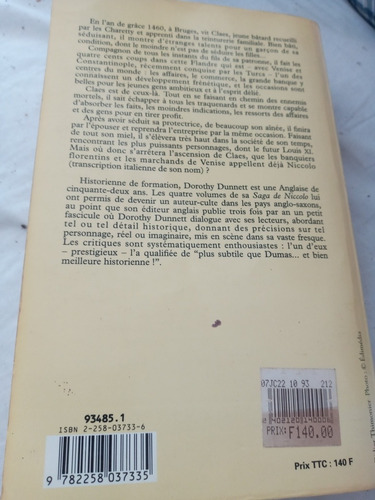 En l'an de grâce 1460, à Bruges, vit Claes, jeune bâtard recueilli
par les Charetty et apprenti dans la teinturerie familiale. Bien bâti,
séduisant, il montre d'étranges talents pour un garçon de sa
condition, dont le moindre n'est pas de séduire les filles.
Compagnon de tous les instants du fils de sa patronne, il fait les
quatre cents coups dans cette Flandre qui est – avec Venise et
Constantinople, récemment conquise par les Turcs – l'un des
centres du monde : les affaires, le commerce, la grande banque y
connaissent un développement frénétique, et les occasions sont
belles pour les jeunes gens ambitieux et à l'esprit délié.
Claes est de ceux-là. Tout en se faisant en chemin des ennemis
mortels, il sait échapper à tous les traquenards et se montre capable
d'absorber les faits, les moindres indications, les ressorts des affaires
et des gens pour en tirer profit.
Après avoir séduit sa protectrice, de beaucoup son aînée, il finira
par l'épouser et reprendra l'entreprise par la même occasion. Faisant
de tout son miel, il s'élèvera très haut dans la société de son temps,
rencontrant les plus puissants personnages, dont le futur Louis XI.
Mais où donc s'arrêtera l'ascension de Claes, que les banquiers
florentins et les marchands de Venise appellent déjà Niccolo
(transcription italienne de son nom) ?
Historienne de formation, Dorothy Dunnett est une Anglaise de
cinquante-deux ans. Les quatre volumes de sa Saga de Niccolo lui
ont permis de devenir un auteur-culte dans les pays anglo-saxons,
au point que son éditeur anglais publie trois fois par an un petit
fascicule où Dorothy Dunnett dialogue avec ses lecteurs, abordant
tel ou tel détail historique, donnant des précisions sur tel
personnage, réel ou imaginaire, mis en scène dans sa vaste fresque.
Les critiques sont systématiquement enthousiastes : l'un d'eux
– prestigieux – l'a qualifiée de "plus subtile que Dumas... et bien
meilleure historienne !".
93485.1
ISBN 2-258-03733-6
9 782258 037335
07JC22 10 93 212
PRIX: F140.00
Prix TTC : 140 F